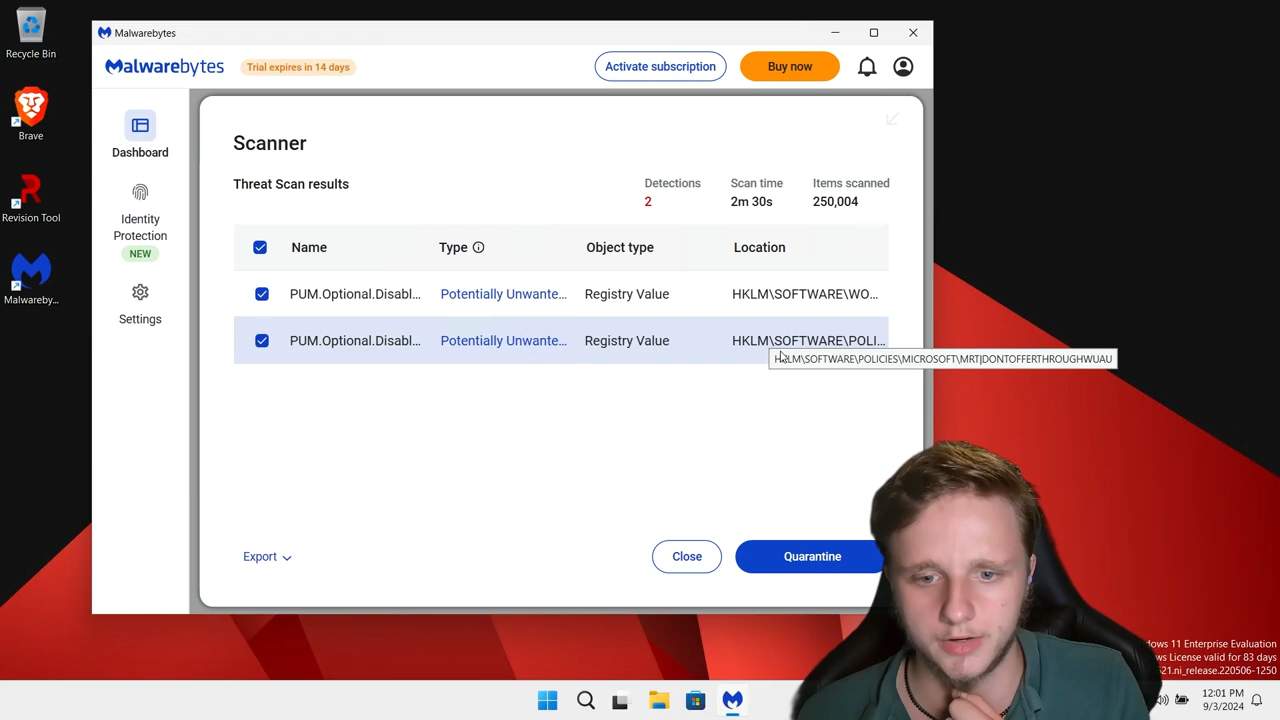 Recycle Bin
Brave
Revision Tool
Malwareby...
Malwarebytes
Malwarebytes
Trial expires in 14 days
Activate subscription
Buy now
Dashboard
Identity
Protection
NEW
Settings
Scanner
Threat Scan results
Detections
2
Scan time
2m 30s
Items scanned
250,004
Name
Type
Object type
Location
PUM.Optional.Disabl...
Potentially Unwante...
Registry Value
HKLM\SOFTWARE\WO...
PUM.Optional.Disabl...
Potentially Unwante...
Registry Value
HKLM\SOFTWARE\POLI...
HKLM\SOFTWARE\POLICIES\MICROSOFT\MRT|DONTOFFERTHROUGHWUAU
Export
Close
Quarantine
dows 11 Enterprise Evaluation
ws License valid for 83 days
521.ni_release.220506-1250
12:01 PM
9/3/2024